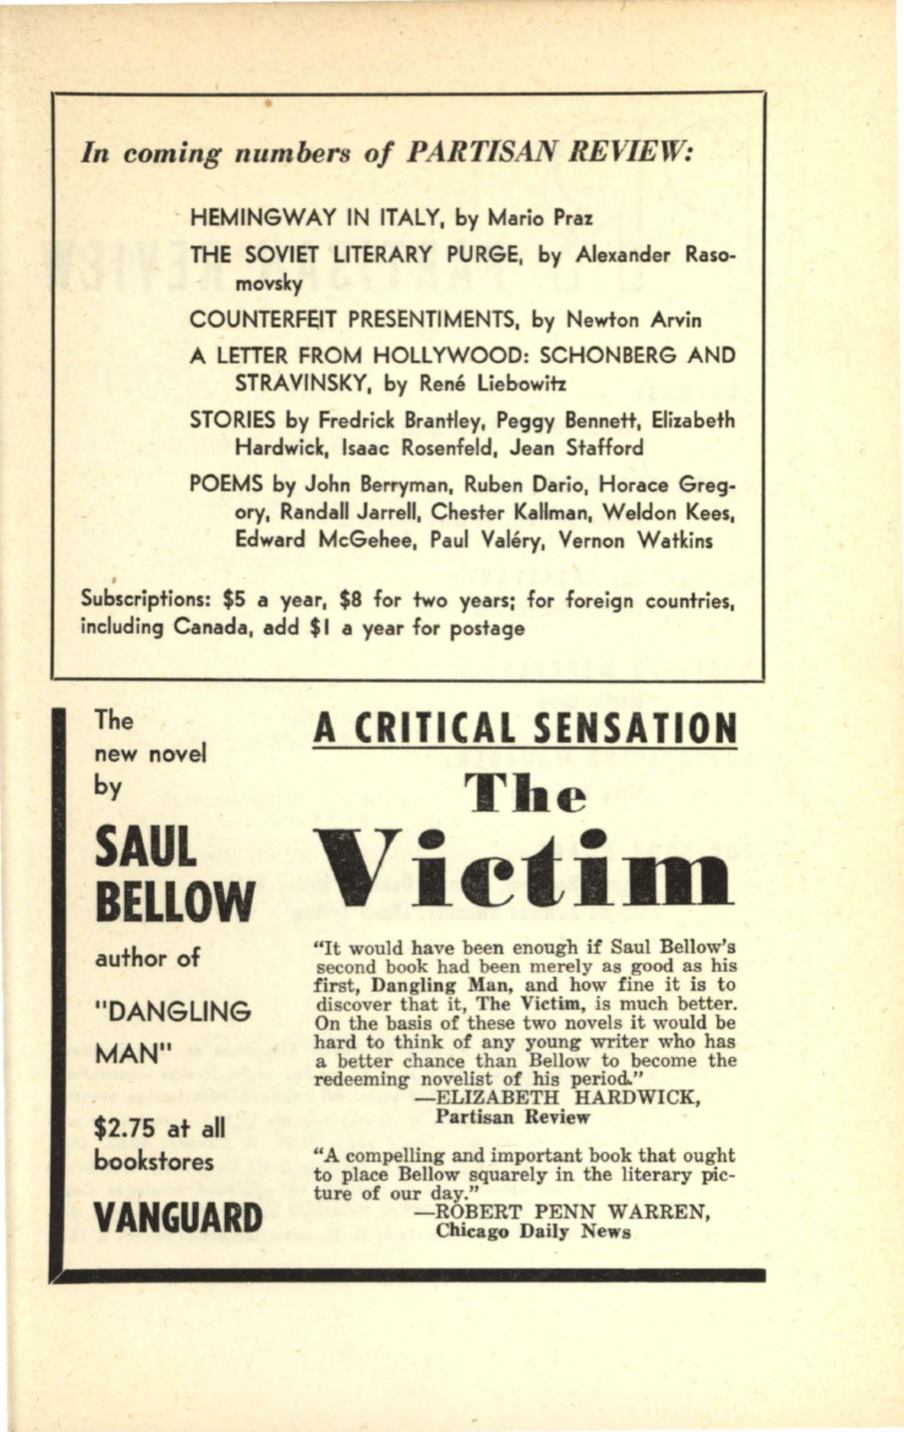 In coming numbers of PARTISAN REVIEW:
HEMINGWAY IN ITALY, by Mario Praz
THE SOVIET LITERARY PURGE, by Alexander Raso-
movsky
COUNTERFEIT PRESENTIMENTS, by Newton Arvin
A LETTER FROM HOLLYWOOD: SCHONBERG AND
STRAVINSKY, by René Liebowitz
STORIES by Fredrick Brantley, Peggy Bennett, Elizabeth
Hardwick, Isaac Rosenfeld, Jean Stafford
POEMS by John Berryman, Ruben Dario, Horace Greg-
ory, Randall Jarrell, Chester Kallman, Weldon Kees,
Edward McGehee, Paul Valéry, Vernon Watkins
Subscriptions: $5 a year, $8 for two years; for foreign countries,
including Canada, add $1 a year for postage
The
new novel
by
SAUL
BELLOW
author of
"DANGLING
MAN"
$2.75 at all
bookstores
VANGUARD
A CRITICAL SENSATION
The
Victim
“It would have been enough if Saul Bellow's
second book had been merely as good as his
first, Dangling Man, and how fine it is to
discover that it, The Victim, is much better.
On the basis of these two novels it would be
hard to think of any young writer who has
a better chance than Bellow to become the
redeeming novelist of his period.”
—ELIZABETH HARDWICK,
Partisan Review
“A compelling and important book that ought
to place Bellow squarely in the literary pic-
ture of our day.”
—ROBERT PENN WARREN,
Chicago Daily News